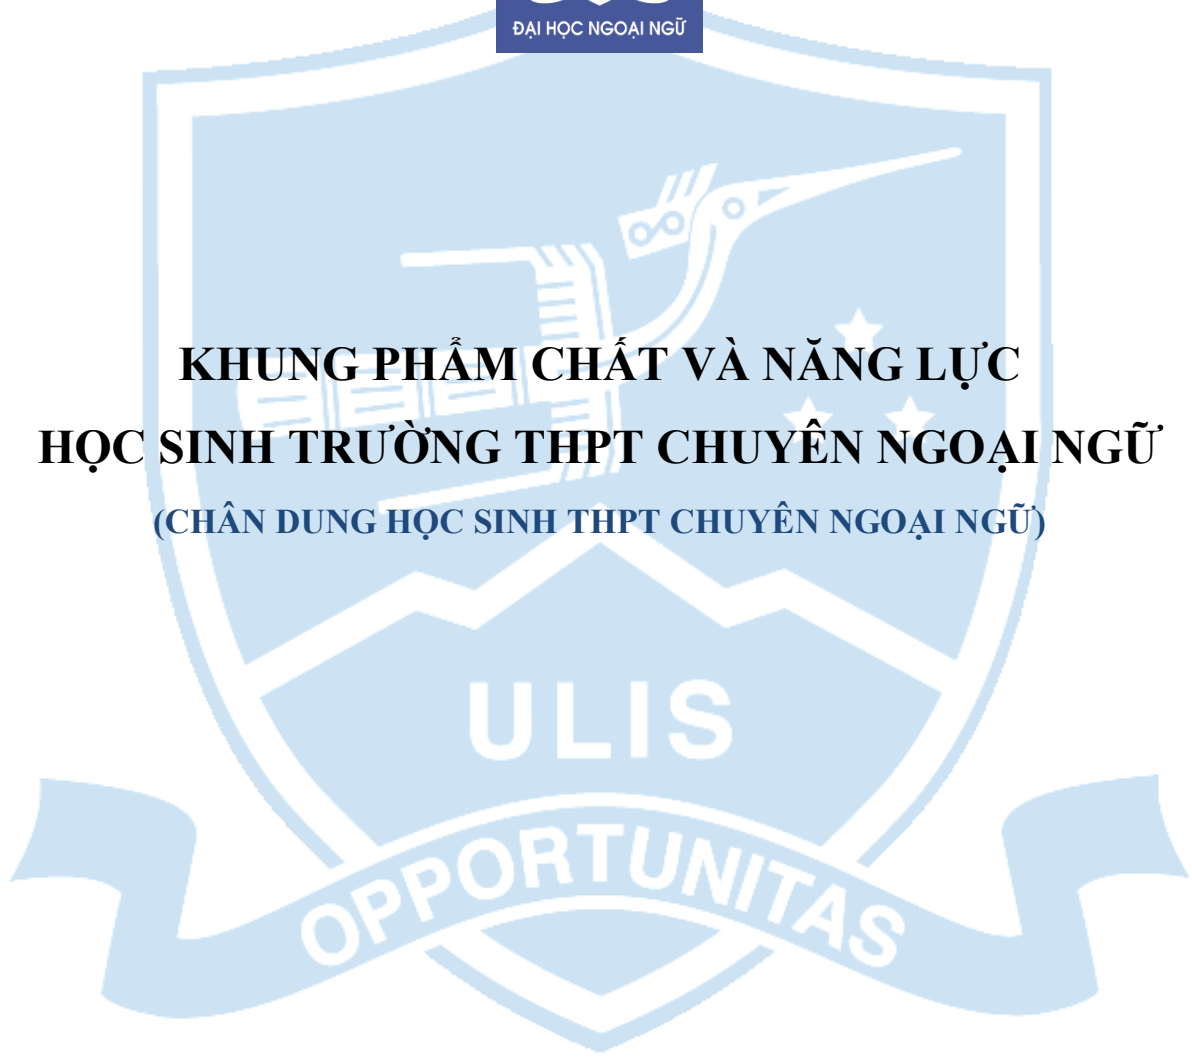 ĐẠI HỌC NGOẠI NGỮ
KHUNG PHẨM CHẤT VÀ NĂNG LỰC
HỌC SINH TRƯỜNG THPT CHUYÊN NGOẠI NGỮ
(CHÂN DUNG HỌC SINH THPT CHUYÊN NGOẠI NGỮ)
ULIS
OPPORTUNITAS